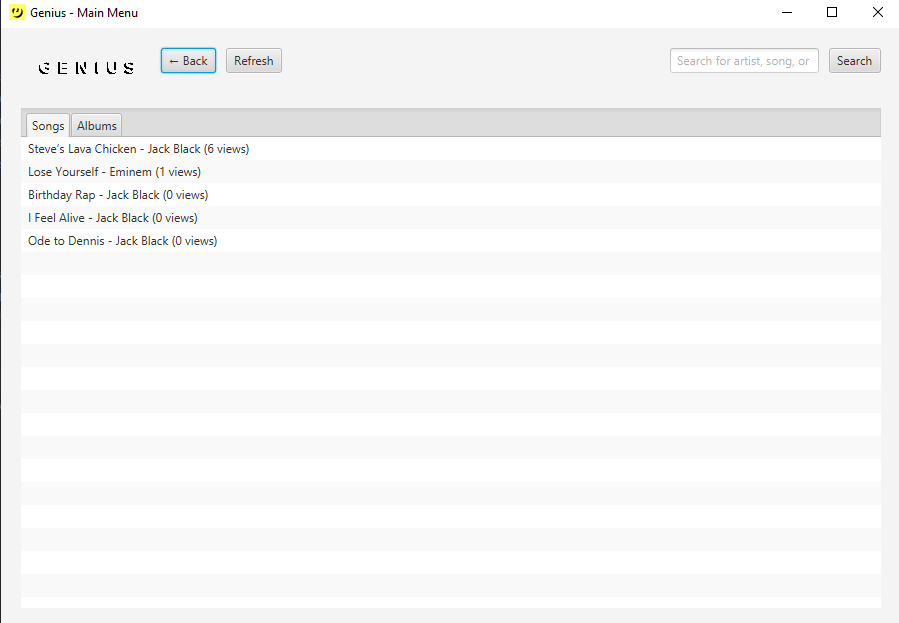 Genius - Main Menu
GENIUS
← Back
Refresh
Search for artist, song, or
Search
Songs
Albums
Steve’s Lava Chicken - Jack Black (6 views)
Lose Yourself - Eminem (1 views)
Birthday Rap - Jack Black (0 views)
I Feel Alive - Jack Black (0 views)
Ode to Dennis - Jack Black (0 views)